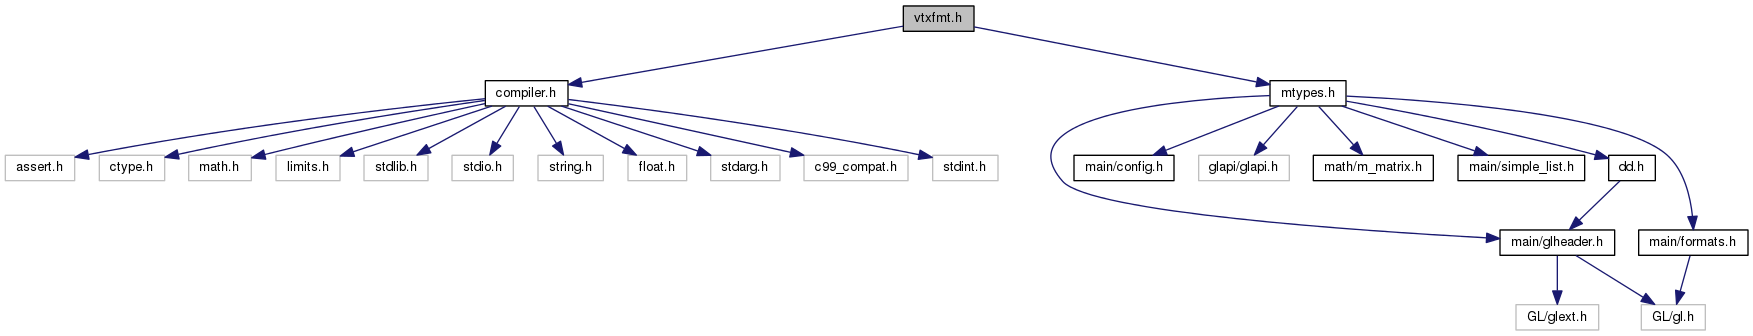 vtxfmt.h
compiler.h
mtypes.h
assert.h
ctype.h
math.h
limits.h
stdlib.h
stdio.h
string.h
float.h
stdarg.h
c99_compat.h
stdint.h
main/config.h
glapi/glapi.h
math/m_matrix.h
main/simple_list.h
dd.h
main/glheader.h
main/formats.h
GL/glext.h
GL/gl.h